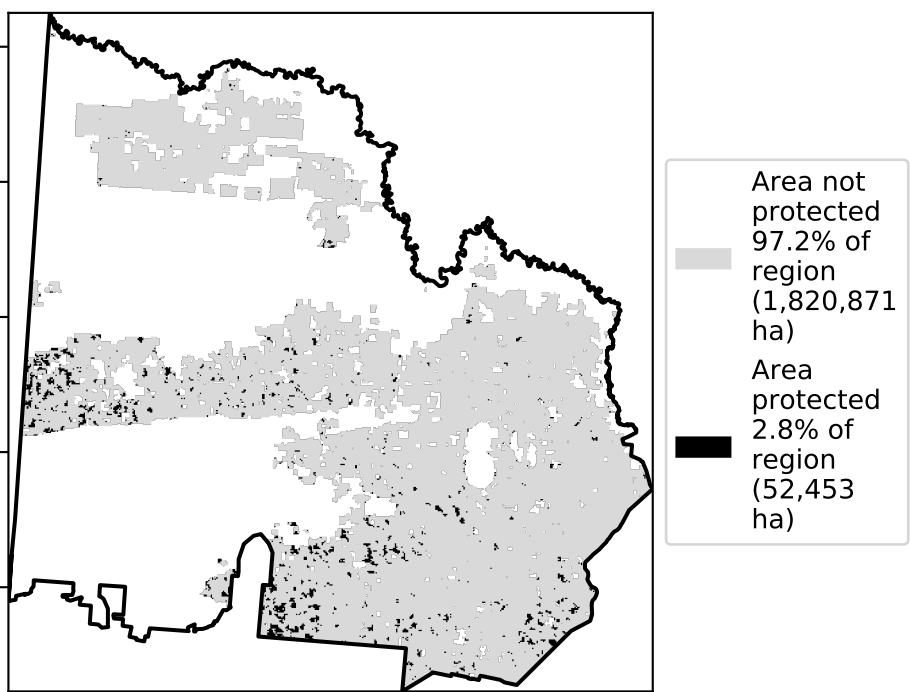 Area not
protected
97.2% of
region
(1,820,871
ha)
Area
protected
2.8% of
region
(52,453
ha)